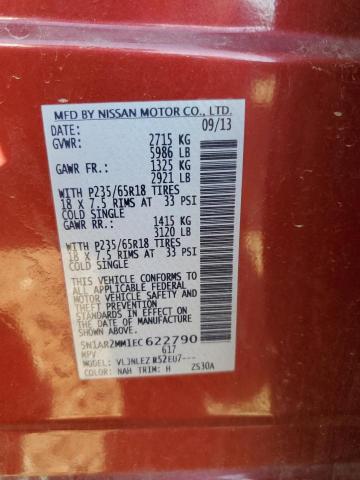 MFD BY NISSAN MOTOR CO., LTD.
DATE: 09/13
GVWR: 2715 KG
5986 LB
GAWR FR.: 1325 KG
2921 LB
WITH P235/65R18 TIRES
18 X 7.5 RIMS AT 33 PSI
COLD SINGLE
GAWR RR.: 1415 KG
3120 LB
WITH P235/65R18 TIRES
18 X 7.5 RIMS AT 33 PSI
COLD SINGLE
THIS VEHICLE CONFORMS TO
ALL APPLICABLE FEDERAL
MOTOR VEHICLE SAFETY AND
THEFT PREVENTION
STANDARDS IN EFFECT ON
THE DATE OF MANUFACTURE
SHOWN ABOVE.
5N1AR2MM1EC622790
MPV 617
MODEL: VLJNLEZ R52EU7---
COLOR: NAH TRIM: H ZS30A